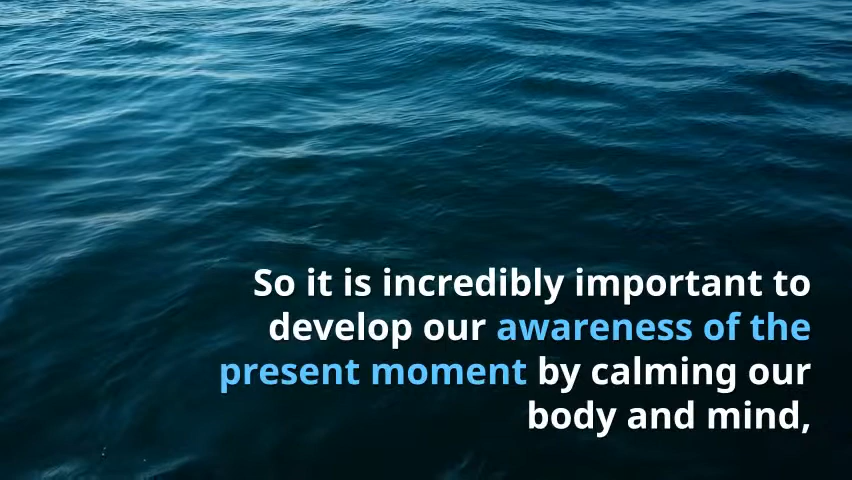 So it is incredibly important to
develop our awareness of the
present moment by calming our
body and mind,